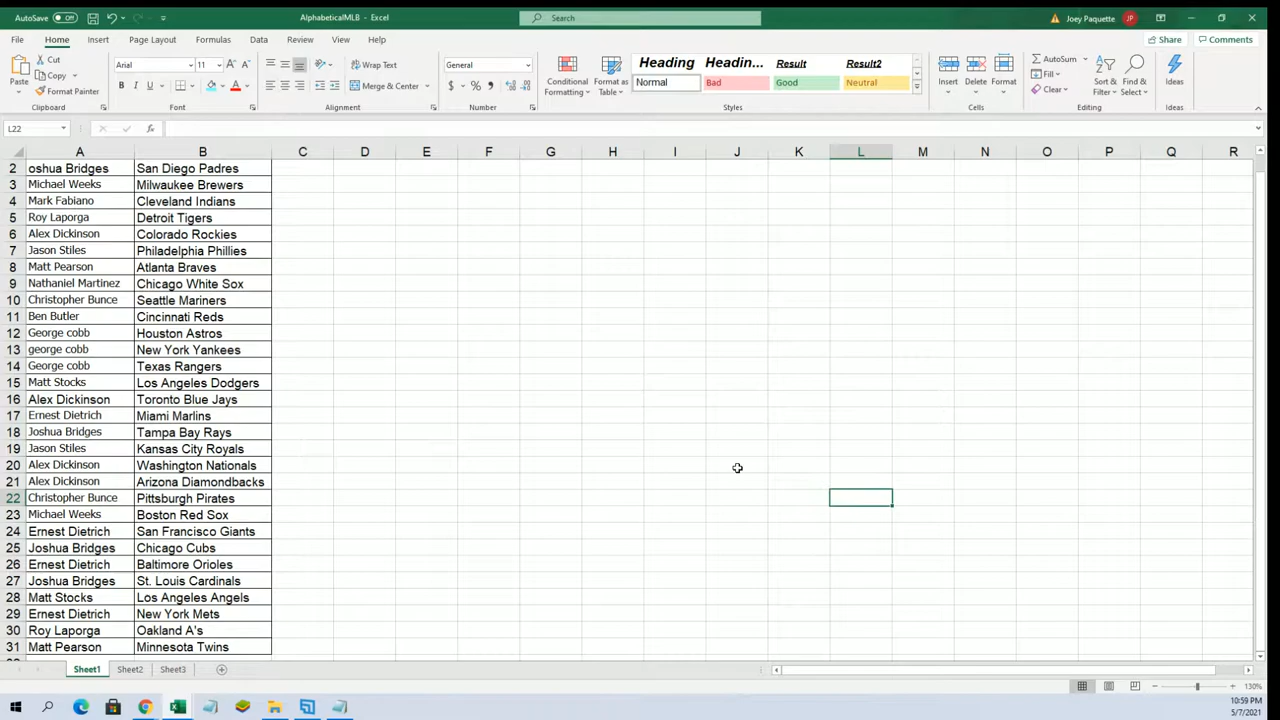 AutoSave Off AlphabeticalMLB - Excel Search Joey Paquette JP
File Home Insert Page Layout Formulas Data Review View Help Share Comments
Paste Cut Copy Format Painter Clipboard
Arial 11 B I U Font
Wrap Text Merge & Center Alignment
General $ % Number
Conditional Formatting Format as Table
Heading Headin... Result Result2
Normal Bad Good Neutral
Styles
Insert Delete Format Cells
AutoSum Fill Clear Sort & Filter Find & Select Editing
Ideas Ideas
L22 fx
A B C D E F G H I J K L M N O P Q R
2 oshua Bridges San Diego Padres
3 Michael Weeks Milwaukee Brewers
4 Mark Fabiano Cleveland Indians
5 Roy Laporga Detroit Tigers
6 Alex Dickinson Colorado Rockies
7 Jason Stiles Philadelphia Phillies
8 Matt Pearson Atlanta Braves
9 Nathaniel Martinez Chicago White Sox
10 Christopher Bunce Seattle Mariners
11 Ben Butler Cincinnati Reds
12 George cobb Houston Astros
13 george cobb New York Yankees
14 George cobb Texas Rangers
15 Matt Stocks Los Angeles Dodgers
16 Alex Dickinson Toronto Blue Jays
17 Ernest Dietrich Miami Marlins
18 Joshua Bridges Tampa Bay Rays
19 Jason Stiles Kansas City Royals
20 Alex Dickinson Washington Nationals
21 Alex Dickinson Arizona Diamondbacks
22 Christopher Bunce Pittsburgh Pirates
23 Michael Weeks Boston Red Sox
24 Ernest Dietrich San Francisco Giants
25 Joshua Bridges Chicago Cubs
26 Ernest Dietrich Baltimore Orioles
27 Joshua Bridges St. Louis Cardinals
28 Matt Stocks Los Angeles Angels
29 Ernest Dietrich New York Mets
30 Roy Laporga Oakland A's
31 Matt Pearson Minnesota Twins
Sheet1 Sheet2 Sheet3
130%
10:59 PM
5/7/2021